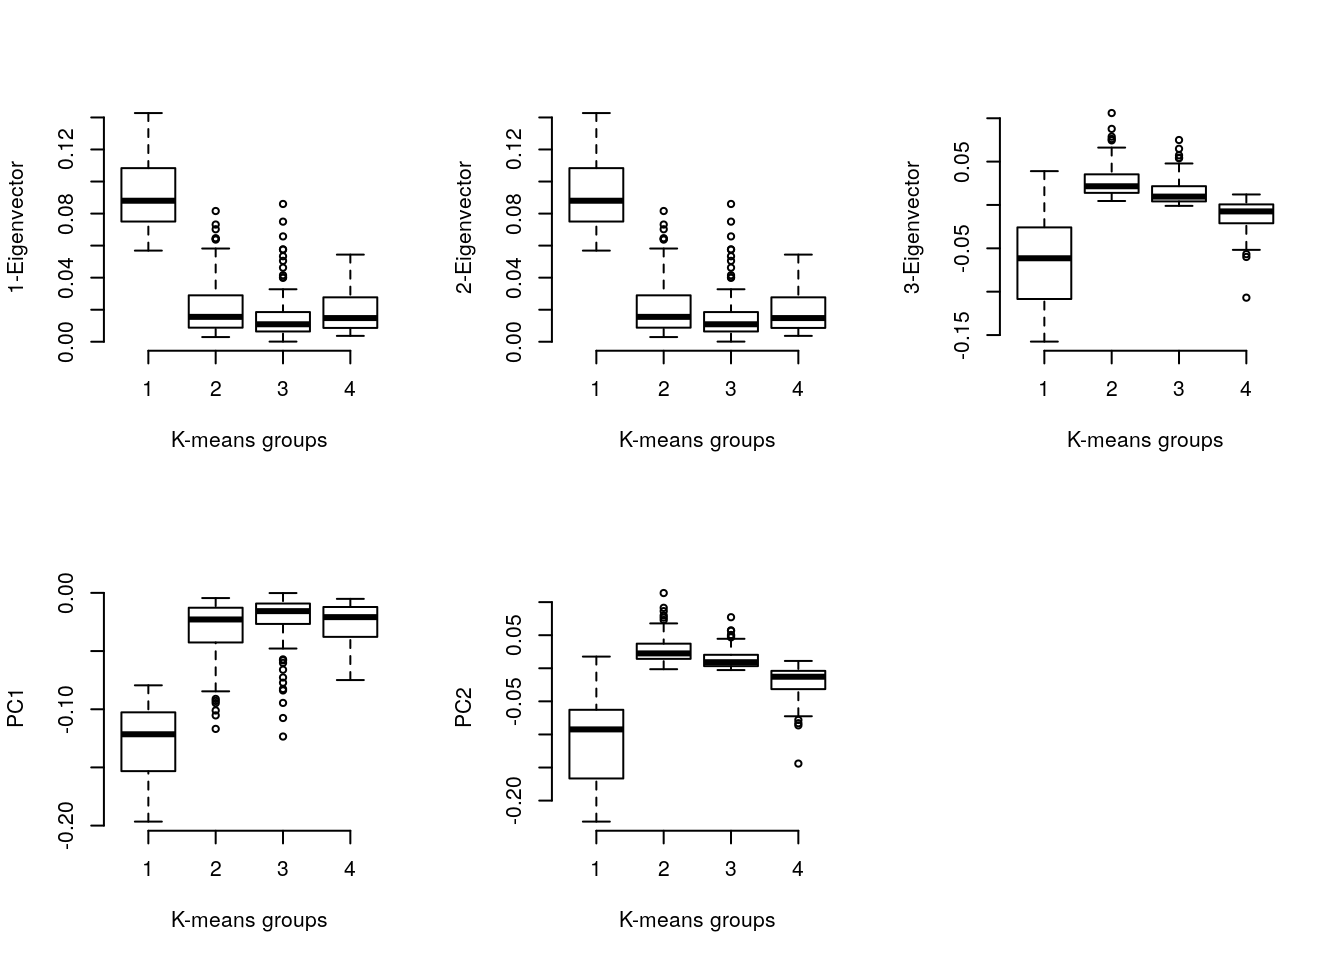 1-Eigenvector
0.00 0.04 0.08 0.12
1 2 3 4
K-means groups
2-Eigenvector
0.00 0.04 0.08 0.12
1 2 3 4
K-means groups
3-Eigenvector
-0.15 -0.05 0.05
1 2 3 4
K-means groups
PC1
-0.20 -0.10 0.00
1 2 3 4
K-means groups
PC2
-0.20 -0.05 0.05
1 2 3 4
K-means groups